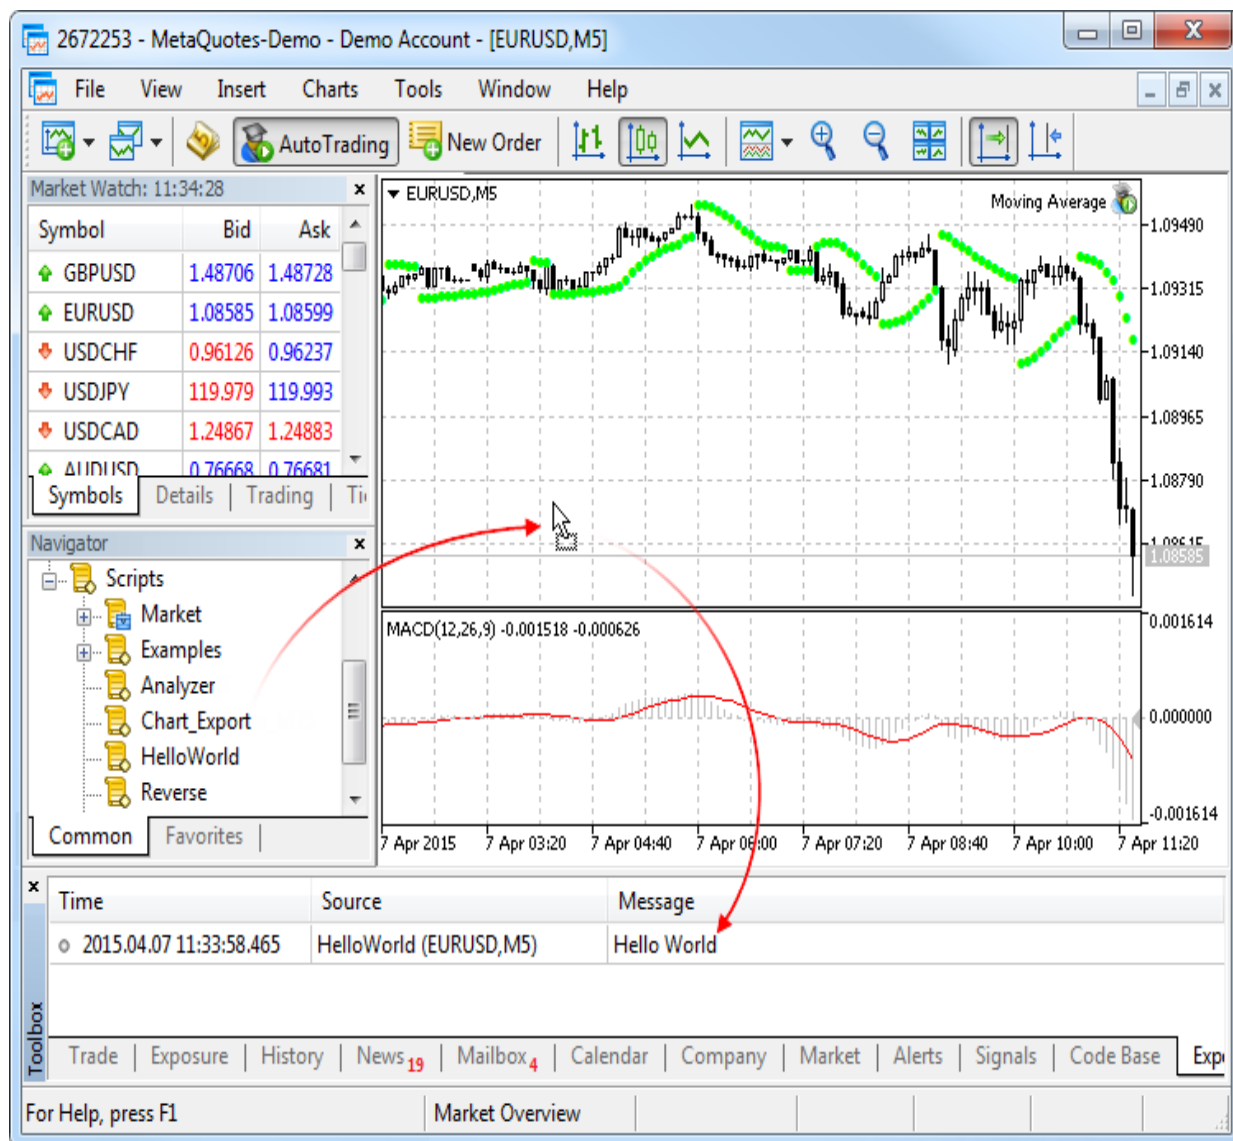 2672253 - MetaQuotes-Demo - Demo Account - [EURUSD,M5]
File View Insert Charts Tools Window Help
AutoTrading New Order
Market Watch: 11:34:28
Symbol Bid Ask
GBPUSD 1.48706 1.48728
EURUSD 1.08585 1.08599
USDCHF 0.96126 0.96237
USDJPY 119.979 119.993
USDCAD 1.24867 1.24883
AUDUSD 0.76668 0.76681
Symbols Details Trading
Navigator
Scripts
Market
Examples
Analyzer
Chart_Export
HelloWorld
Reverse
Common Favorites
EURUSD,M5
Moving Average
1.09490
1.09315
1.09140
1.08965
1.08790
1.08615
1.08585
MACD(12,26,9) -0.001518 -0.000626
0.001614
0.000000
-0.001614
7 Apr 2015 7 Apr 03:20 7 Apr 04:40 7 Apr 06:00 7 Apr 07:20 7 Apr 08:40 7 Apr 10:00 7 Apr 11:20
Time Source Message
2015.04.07 11:33:58.465 HelloWorld (EURUSD,M5) Hello World
Toolbox
Trade Exposure History News 19 Mailbox 4 Calendar Company Market Alerts Signals Code Base
For Help, press F1 Market Overview